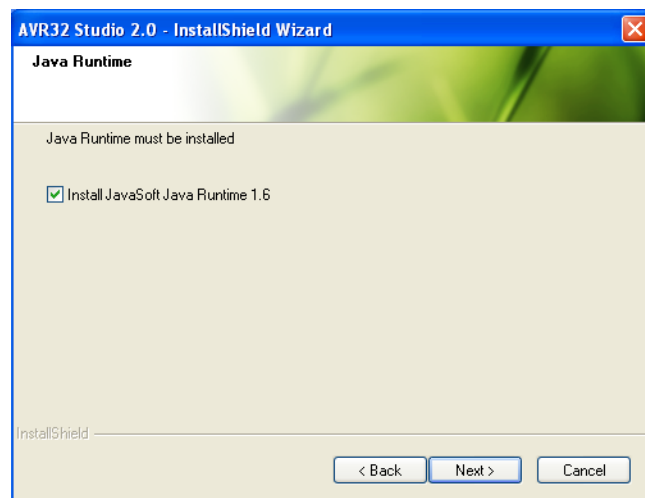 AVR32 Studio 2.0 - InstallShield Wizard
Java Runtime
Java Runtime must be installed
Install JavaSoft Java Runtime 1.6
InstallShield
< Back Next > Cancel